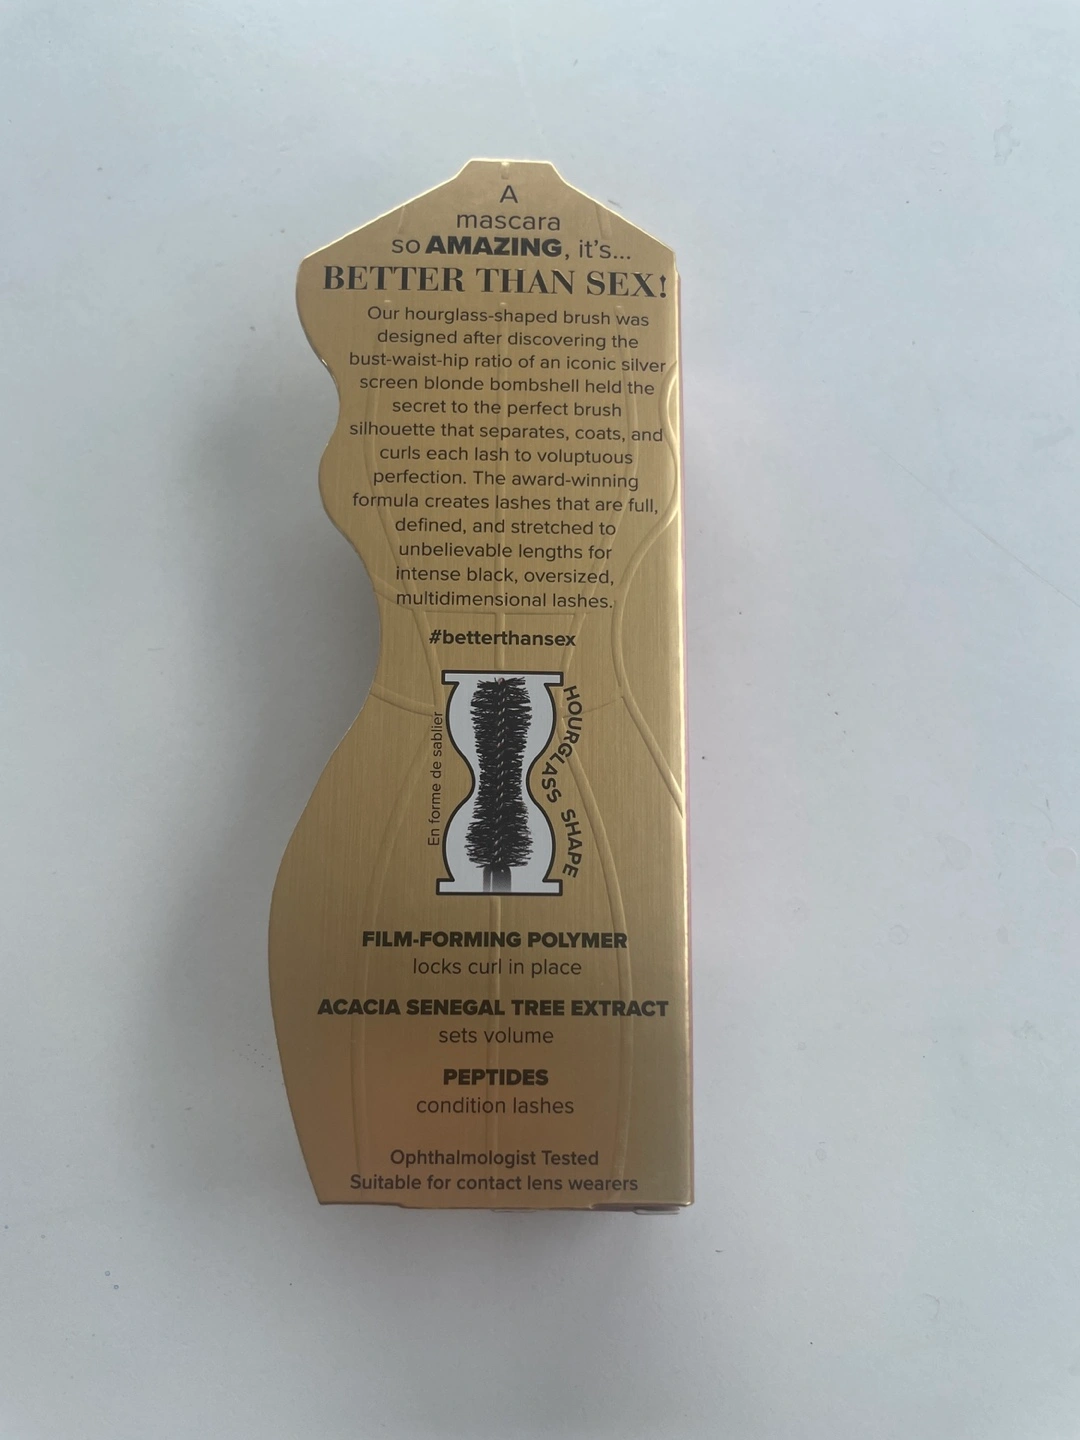 A
mascara
so AMAZING, it's...
BETTER THAN SEX!
Our hourglass-shaped brush was
designed after discovering the
bust-waist-hip ratio of an iconic silver
screen blonde bombshell held the
secret to the perfect brush
silhouette that separates, coats, and
curls each lash to voluptuous
perfection. The award-winning
formula creates lashes that are full,
defined, and stretched to
unbelievable lengths for
intense black, oversized,
multidimensional lashes.
#betterthansex
En forme de sablier
HOURGLASS SHAPE
FILM-FORMING POLYMER
locks curl in place
ACACIA SENEGAL TREE EXTRACT
sets volume
PEPTIDES
condition lashes
Ophthalmologist Tested
Suitable for contact lens wearers